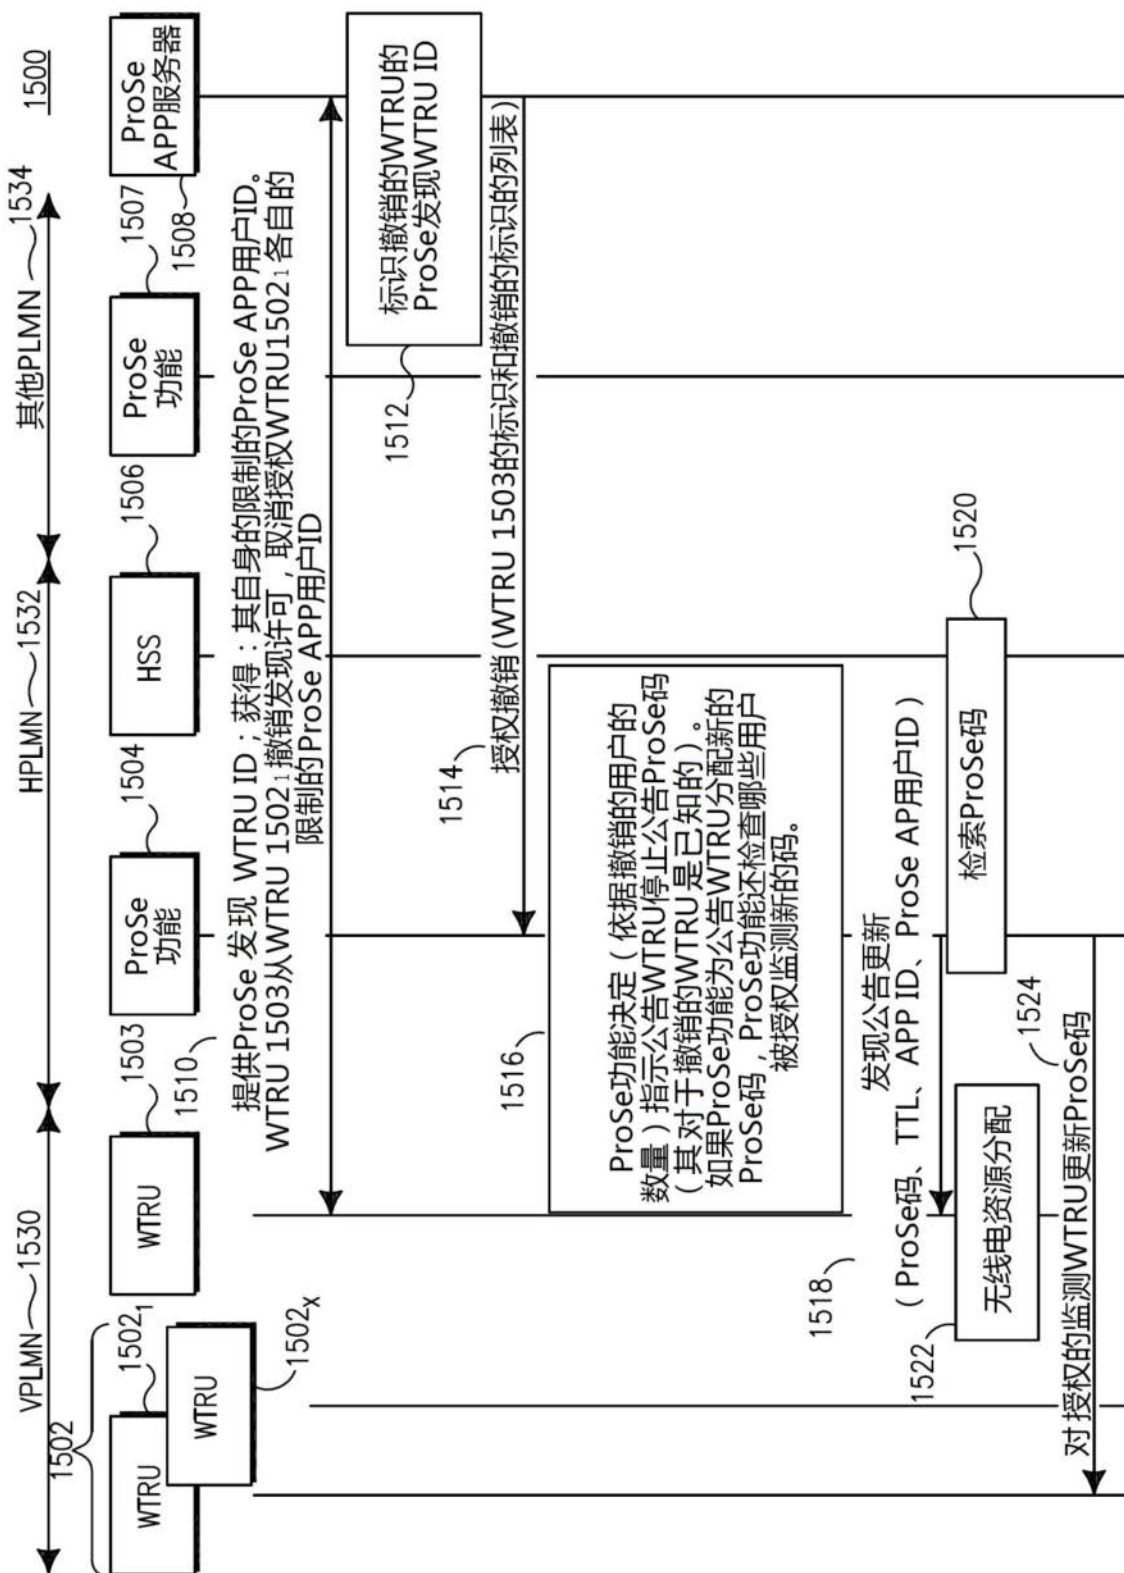 1500
VPLMN 1530
HPLMN 1532
其他PLMN 1534
1502
WTRU
1502₁
WTRU
1502ₓ
WTRU
1503
ProSe
功能
1504
HSS
1506
ProSe
功能
1507
ProSe
APP服务器
1508
1510
提供ProSe 发现 WTRU ID；获得：其自身的限制的ProSe APP用户ID。
WTRU 1503从WTRU 1502₁撤销发现许可，取消授权WTRU1502₁各自的
限制的ProSe APP用户ID
1512
标识撤销的WTRU的
ProSe发现WTRU ID
1514
授权撤销(WTRU 1503的标识和撤销的标识的列表)
1516
ProSe功能决定（依据撤销的用户的
数量）指示公告WTRU停止公告ProSe码
（其对于撤销的WTRU是已知的）。
如果ProSe功能为公告WTRU分配新的
ProSe码，ProSe功能还检查哪些用户
被授权监测新的码。
1518
发现公告更新
（ProSe码、TTL、APP ID、ProSe AP用户ID）
1520
检索ProSe码
1522
无线电资源分配
1524
对授权的监测WTRU更新ProSe码